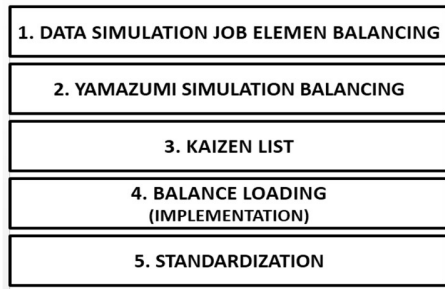 1. DATA SIMULATION JOB ELEMEN BALANCING
2. YAMAZUMI SIMULATION BALANCING
3. KAIZEN LIST
4. BALANCE LOADING
(IMPLEMENTATION)
5. STANDARDIZATION